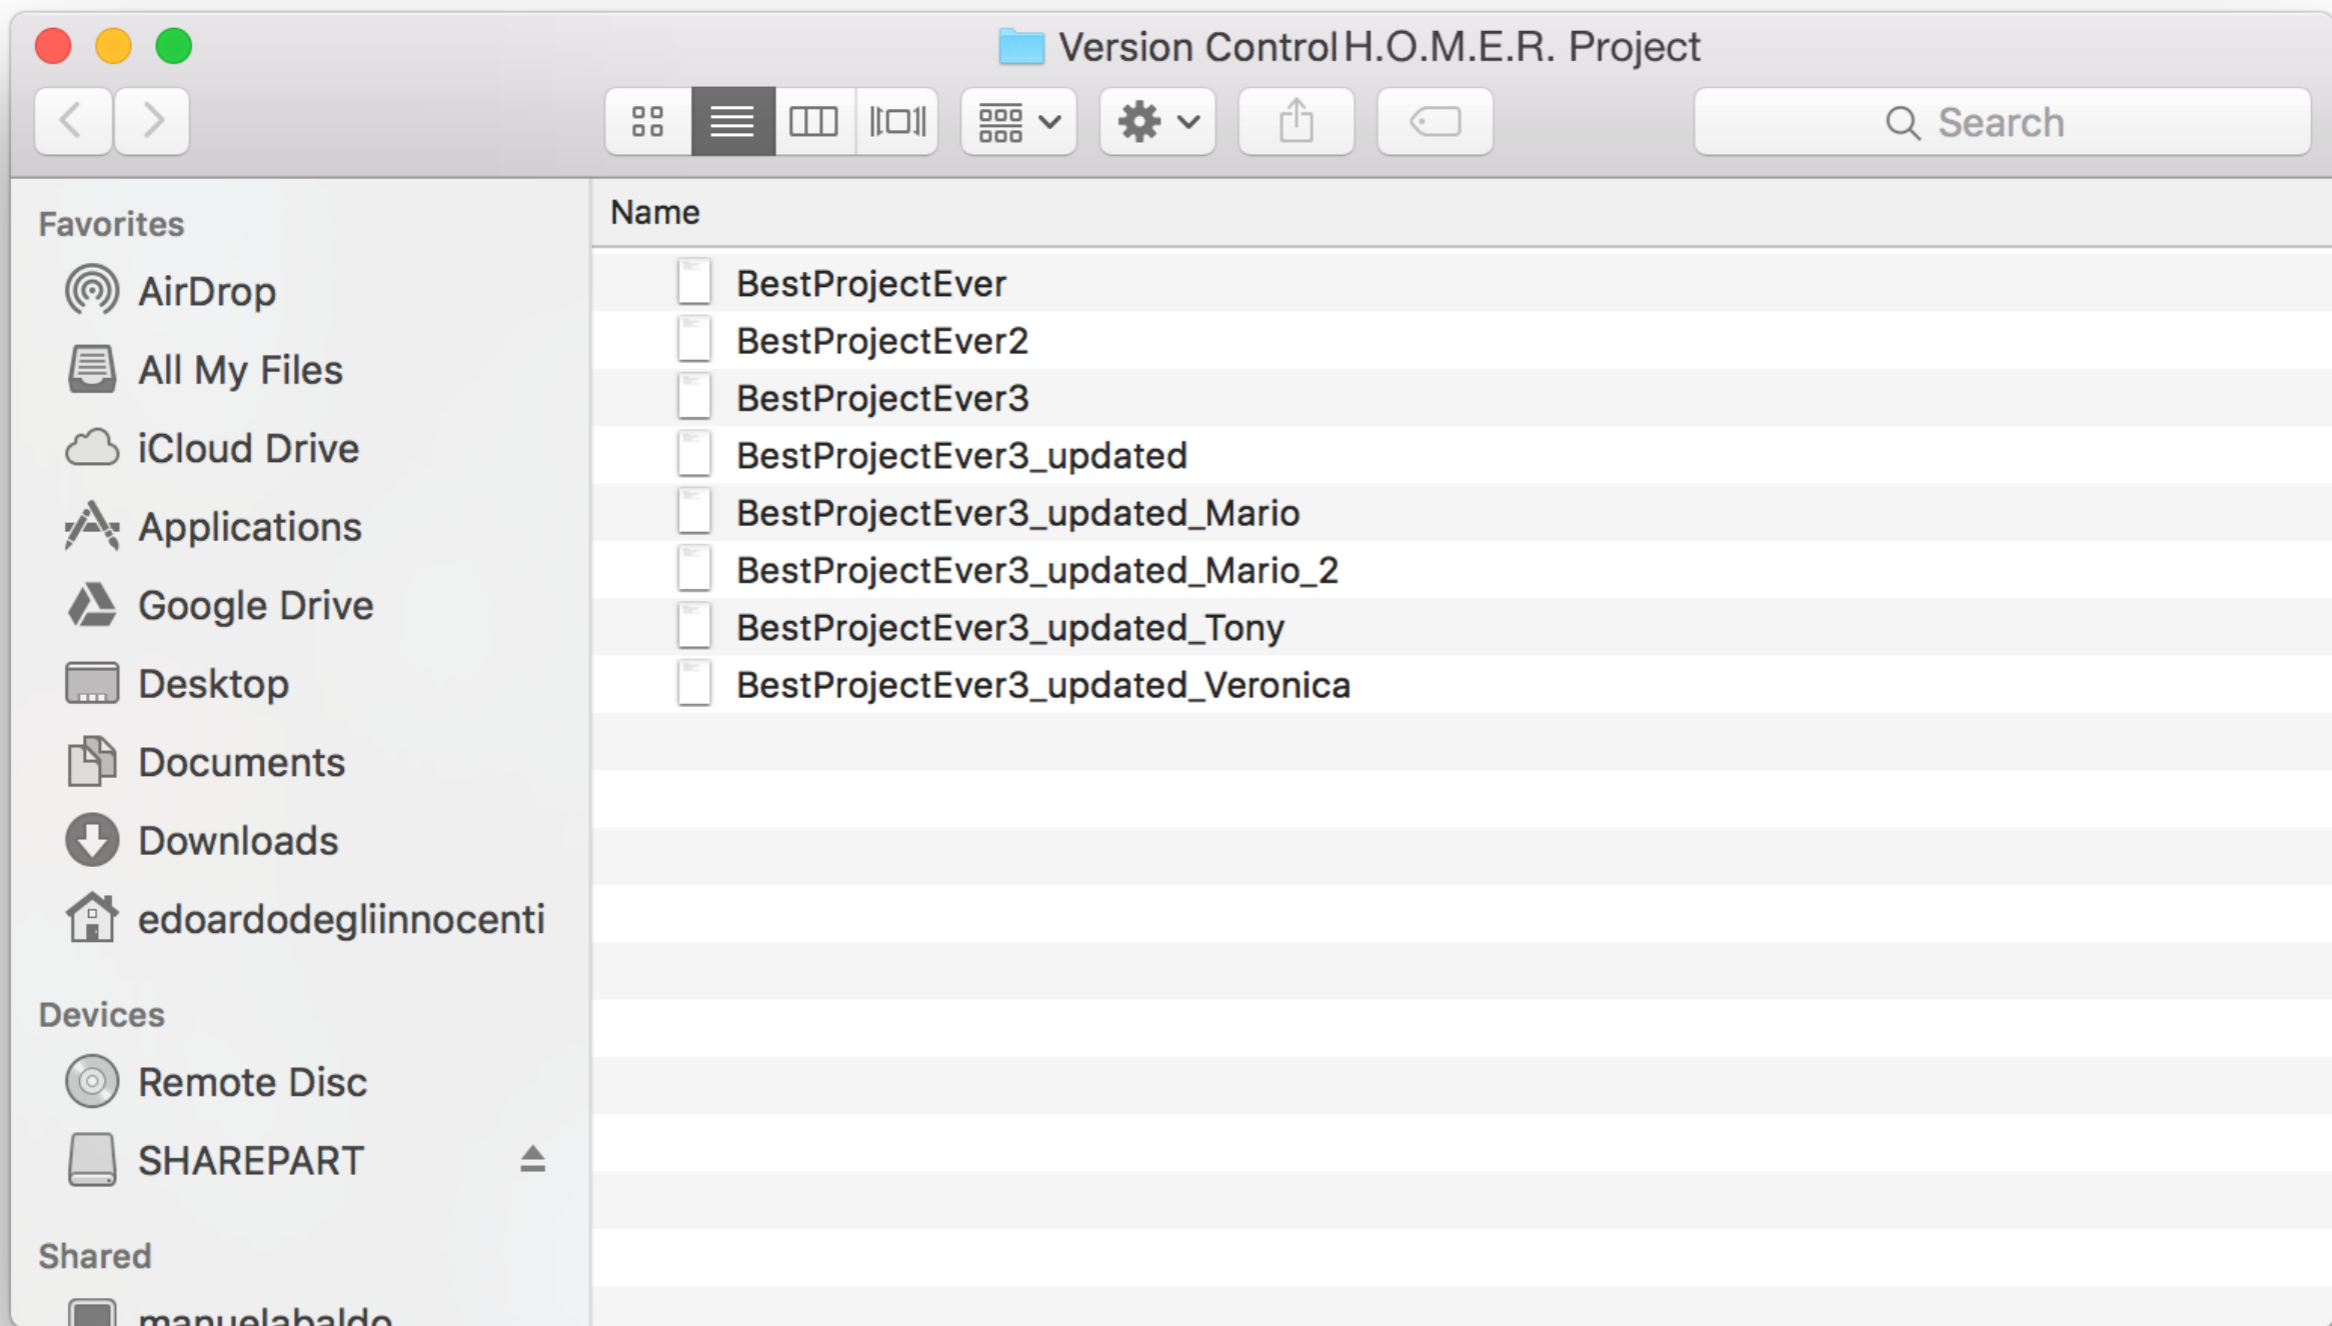 Version Control H.O.M.E.R. Project
Search
Favorites
AirDrop
All My Files
iCloud Drive
Applications
Google Drive
Desktop
Documents
Downloads
edoardodegliinnocenti
Devices
Remote Disc
SHAREPART
Shared
manuelabaldo
Name
BestProjectEver
BestProjectEver2
BestProjectEver3
BestProjectEver3_updated
BestProjectEver3_updated_Mario
BestProjectEver3_updated_Mario_2
BestProjectEver3_updated_Tony
BestProjectEver3_updated_Veronica